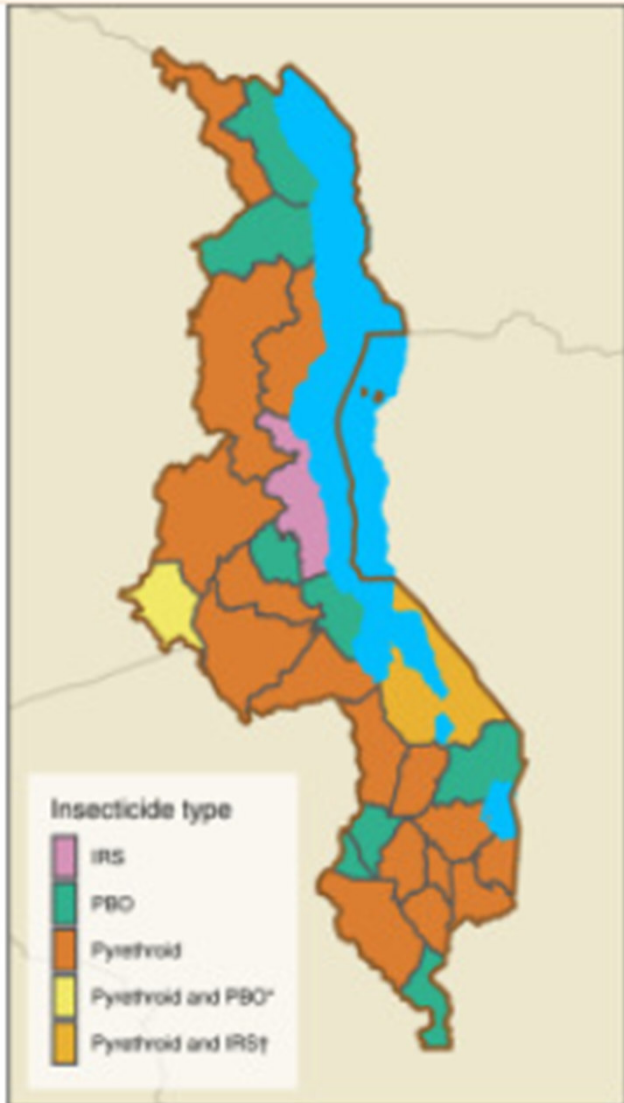 Insecticide type
IRS
PBO
Pyrethroid
Pyrethroid and PBO*
Pyrethroid and IRS†